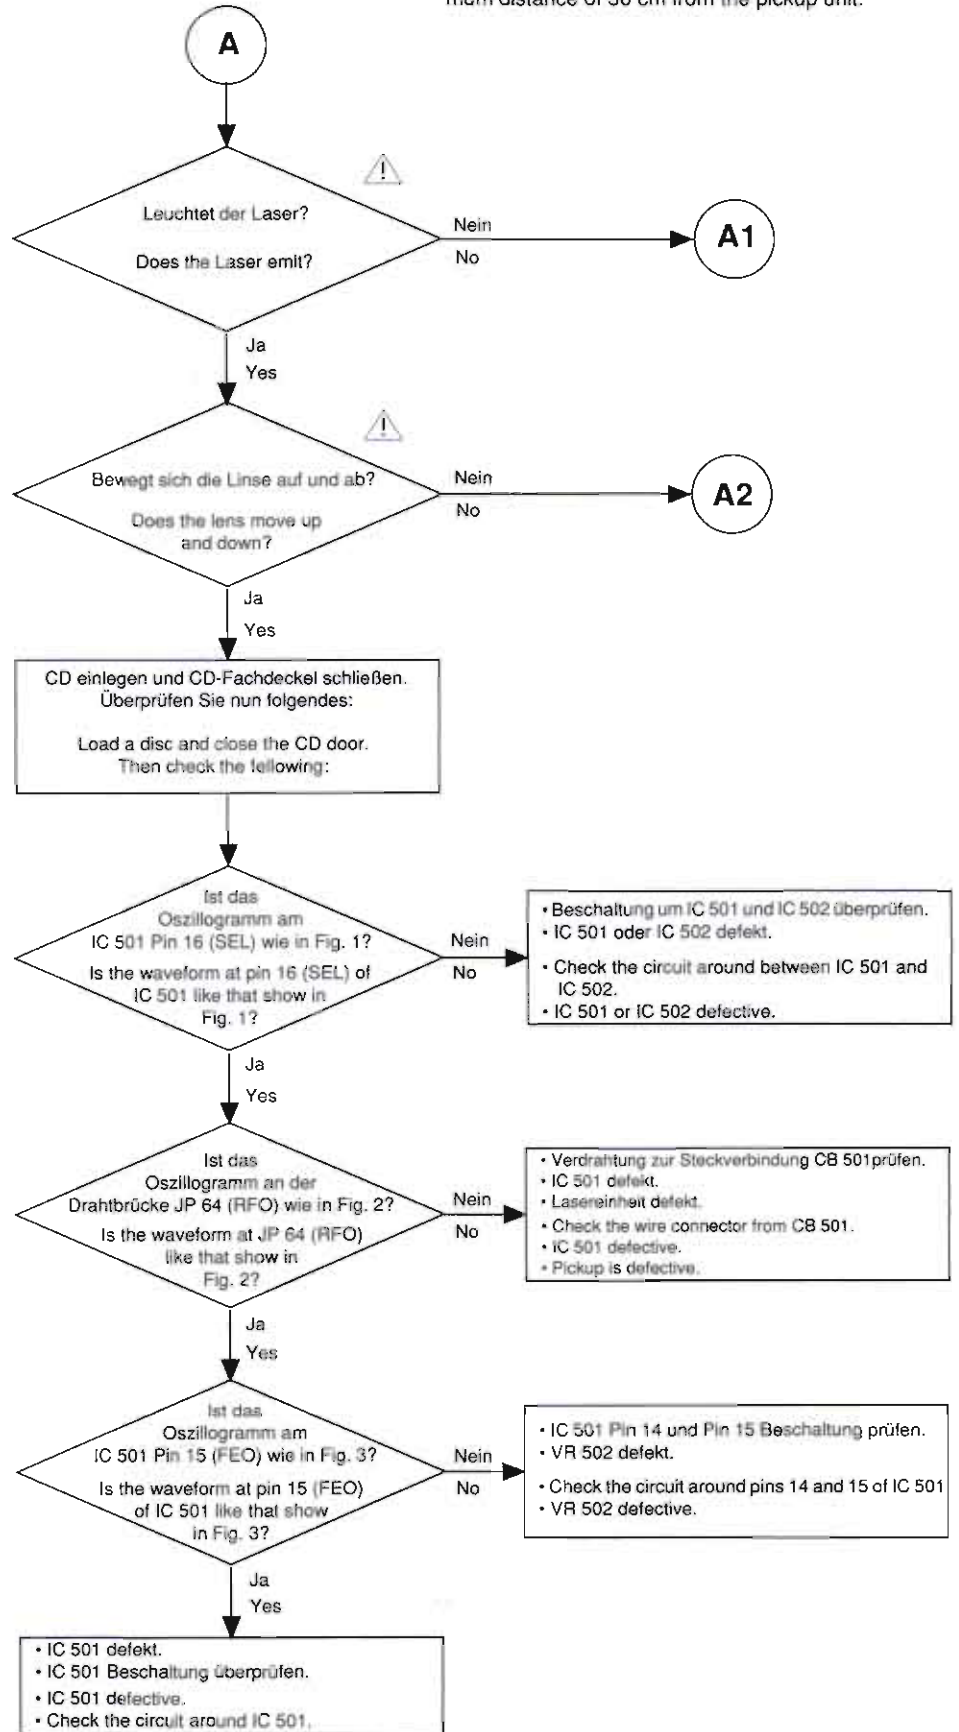 mum distance of 30 cm from the pickup unit.
A
Leuchtet der Laser?
Does the Laser emit?
Nein
No
A1
Ja
Yes
Bewegt sich die Linse auf und ab?
Does the lens move up
and down?
Nein
No
A2
Ja
Yes
CD einlegen und CD-Fachdeckel schließen.
Überprüfen Sie nun folgendes:
Load a disc and close the CD door.
Then check the following:
Ist das
Oszillogramm am
IC 501 Pin 16 (SEL) wie in Fig. 1?
Is the waveform at pin 16 (SEL) of
IC 501 like that show in
Fig. 1?
Nein
No
• Beschaltung um IC 501 und IC 502 überprüfen.
• IC 501 oder IC 502 defekt.
• Check the circuit around between IC 501 and
IC 502.
• IC 501 or IC 502 defective.
Ja
Yes
Ist das
Oszillogramm an der
Drahtbrücke JP 64 (RFO) wie in Fig. 2?
Is the waveform at JP 64 (RFO)
like that show in
Fig. 2?
Nein
No
• Verdrahtung zur Steckverbindung CB 501prüfen.
• IC 501 defekt.
• Lasereinheit defekt.
• Check the wire connector from CB 501.
• IC 501 defective.
• Pickup is defective.
Ja
Yes
Ist das
Oszillogramm am
IC 501 Pin 15 (FEO) wie in Fig. 3?
Is the waveform at pin 15 (FEO)
of IC 501 like that show
in Fig. 3?
Nein
No
• IC 501 Pin 14 und Pin 15 Beschaltung prüfen.
• VR 502 defekt.
• Check the circuit around pins 14 and 15 of IC 501
• VR 502 defective.
Ja
Yes
• IC 501 defekt.
• IC 501 Beschaltung überprüfen.
• IC 501 defective.
• Check the circuit around IC 501.